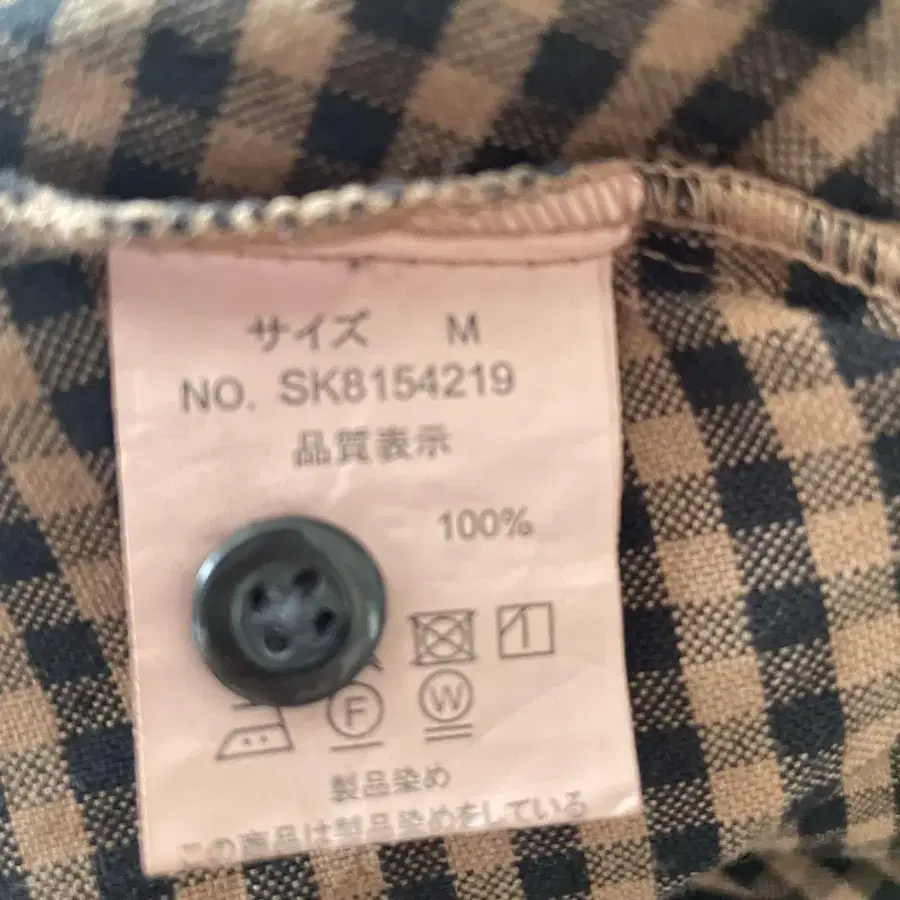 サイズ M
NO. SK8154219
品質表示
100%
F W
製品染め
この商品は製品染めをしている